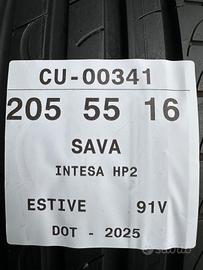 CU-00341
205 55 16
SAVA
INTESA HP2
ESTIVE 91V
DOT - 2025